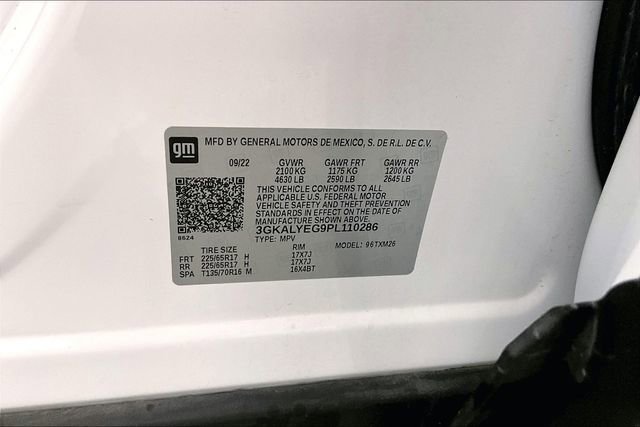 gm MFD BY GENERAL MOTORS DE MEXICO, S. DE R.L. DE C.V.
09/22 GVWR GAWR FRT GAWR RR
2100 KG 1175 KG 1200 KG
4630 LB 2590 LB 2645 LB
THIS VEHICLE CONFORMS TO ALL
APPLICABLE U.S. FEDERAL MOTOR
VEHICLE SAFETY AND THEFT PREVENTION
STANDARDS IN EFFECT ON THE DATE OF
MANUFACTURE SHOWN ABOVE.
3GKALYEG9PL110286
8624
TYPE: MPV MODEL: 96TXM26
TIRE SIZE RIM
FRT 225/65R17 H 17X7J
RR 225/65R17 H 17X7J
SPA T135/70R16 M 16X4BT